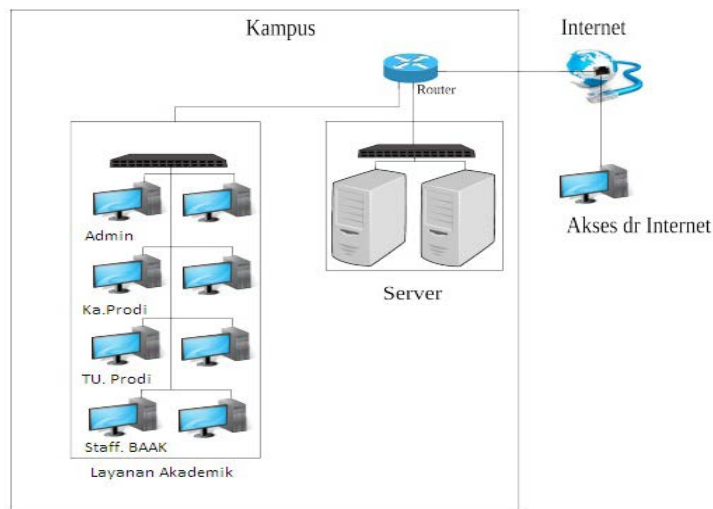 Kampus
Internet
Router
Akses dr Internet
Admin
Ka.Prodi
TU. Prodi
Staff. BAAK
Layanan Akademik
Server